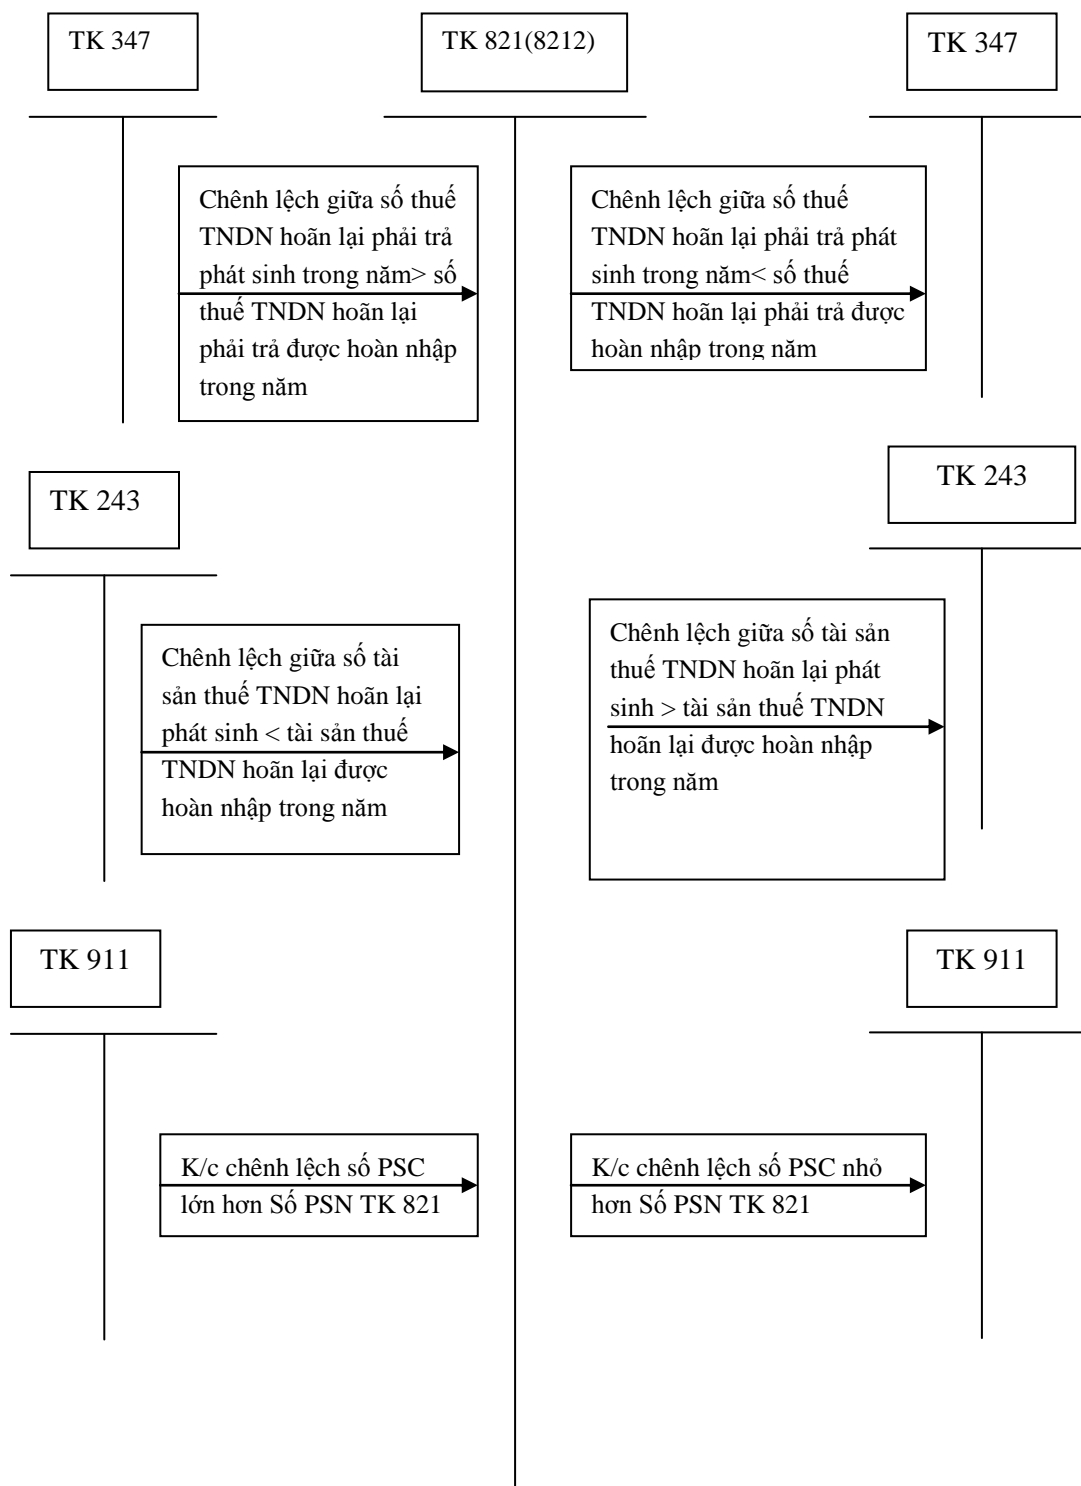 TK 347
TK 821(8212)
TK 347
Chênh lệch giữa số thuế
TNDN hoãn lại phải trả
phát sinh trong năm> số
thuế TNDN hoãn lại
phải trả được hoàn nhập
trong năm
Chênh lệch giữa số thuế
TNDN hoãn lại phải trả phát
sinh trong năm< số thuế
TNDN hoãn lại phải trả được
hoàn nhập trong năm
TK 243
TK 243
Chênh lệch giữa số tài
sản thuế TNDN hoãn lại
phát sinh < tài sản thuế
TNDN hoãn lại được
hoàn nhập trong năm
Chênh lệch giữa số tài sản
thuế TNDN hoãn lại phát
sinh > tài sản thuế TNDN
hoãn lại được hoàn nhập
trong năm
TK 911
TK 911
K/c chênh lệch số PSC
lớn hơn Số PSN TK 821
K/c chênh lệch số PSC nhỏ
hơn Số PSN TK 821